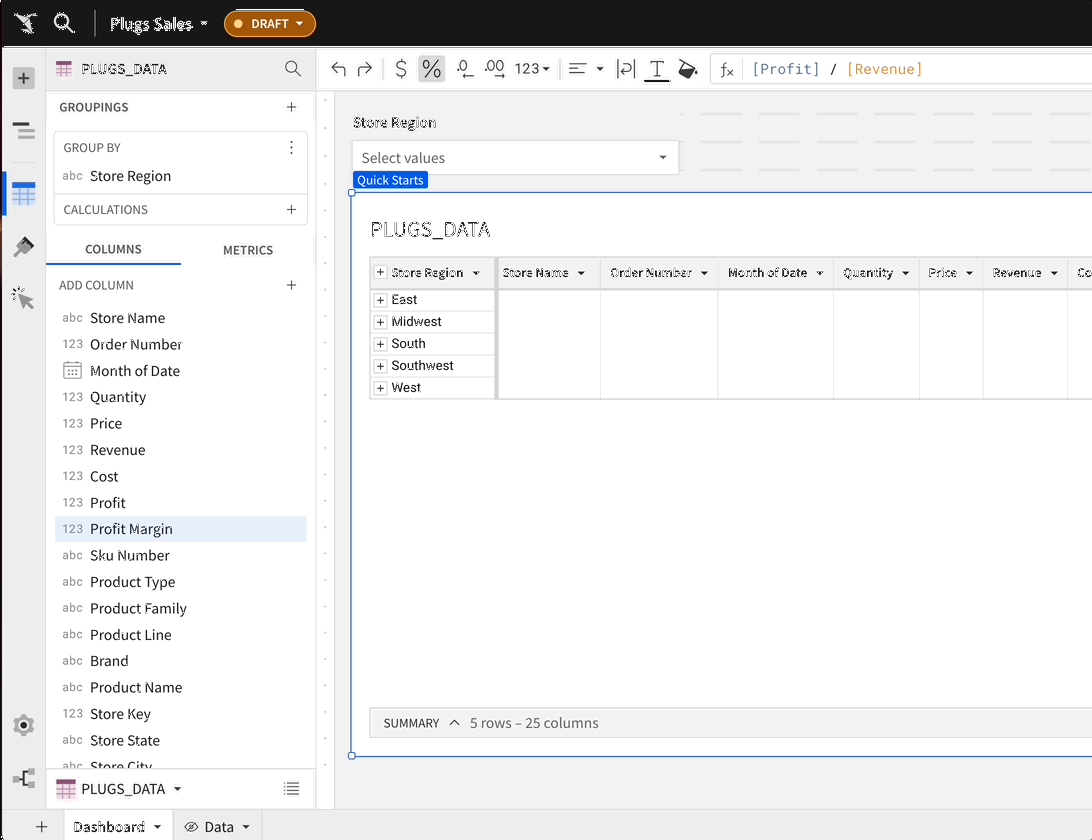 Plugs Sales
DRAFT
PLUGS_DATA
$ % .0 .00 123
fx [Profit] / [Revenue]
GROUPINGS
GROUP BY
abc Store Region
CALCULATIONS
COLUMNS METRICS
ADD COLUMN
abc Store Name
123 Order Number
Month of Date
123 Quantity
123 Price
123 Revenue
123 Cost
123 Profit
123 Profit Margin
abc Sku Number
abc Product Type
abc Product Family
abc Product Line
abc Brand
abc Product Name
123 Store Key
abc Store State
abc Store City
PLUGS_DATA
Store Region
Select values
Quick Starts
PLUGS_DATA
Store Region Store Name Order Number Month of Date Quantity Price Revenue Co
East
Midwest
South
Southwest
West
SUMMARY 5 rows – 25 columns
Dashboard Data